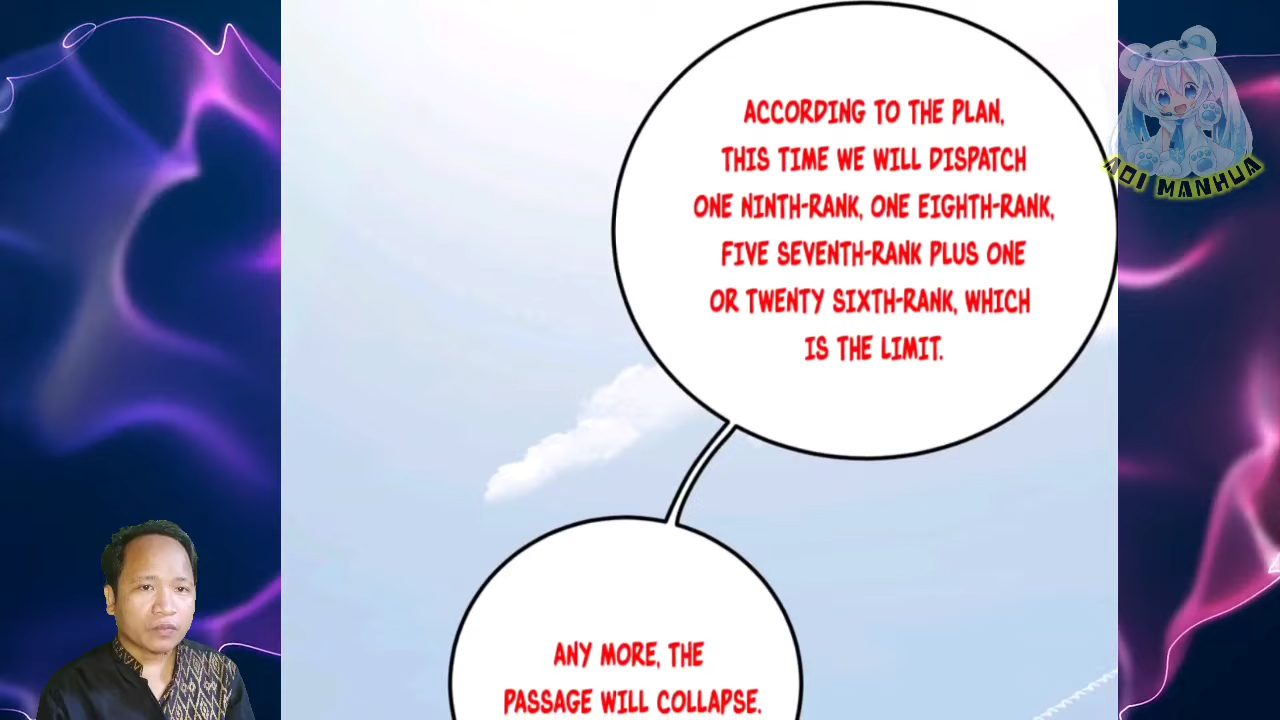 ACCORDING TO THE PLAN,
THIS TIME WE WILL DISPATCH
ONE NINTH-RANK, ONE EIGHTH-RANK,
FIVE SEVENTH-RANK PLUS ONE
OR TWENTY SIXTH-RANK, WHICH
IS THE LIMIT.
AOI MANHUA
ANY MORE, THE
PASSAGE WILL COLLAPSE.